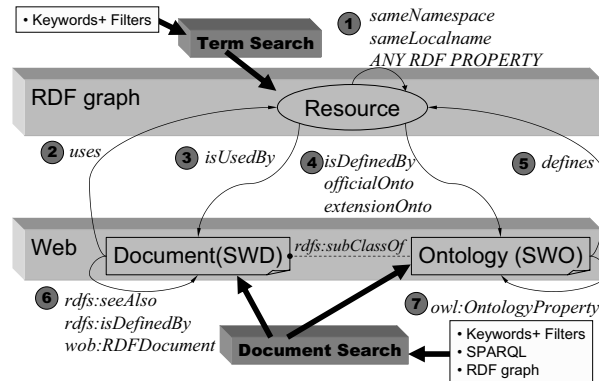 • Keywords+ Filters
Term Search
1 sameNamespace
sameLocalname
ANY RDF PROPERTY
RDF graph
Resource
2 uses
3 isUsedBy
4 isDefinedBy
officialOnto
extensionOnto
5 defines
Web
Document(SWD)
rdfs:subClassOf
Ontology (SWO)
6 rdfs:seeAlso
rdfs:isDefinedBy
wob:RDFDocument
7 owl:OntologyProperty
Document Search
• Keywords+ Filters
• SPARQL
• RDF graph